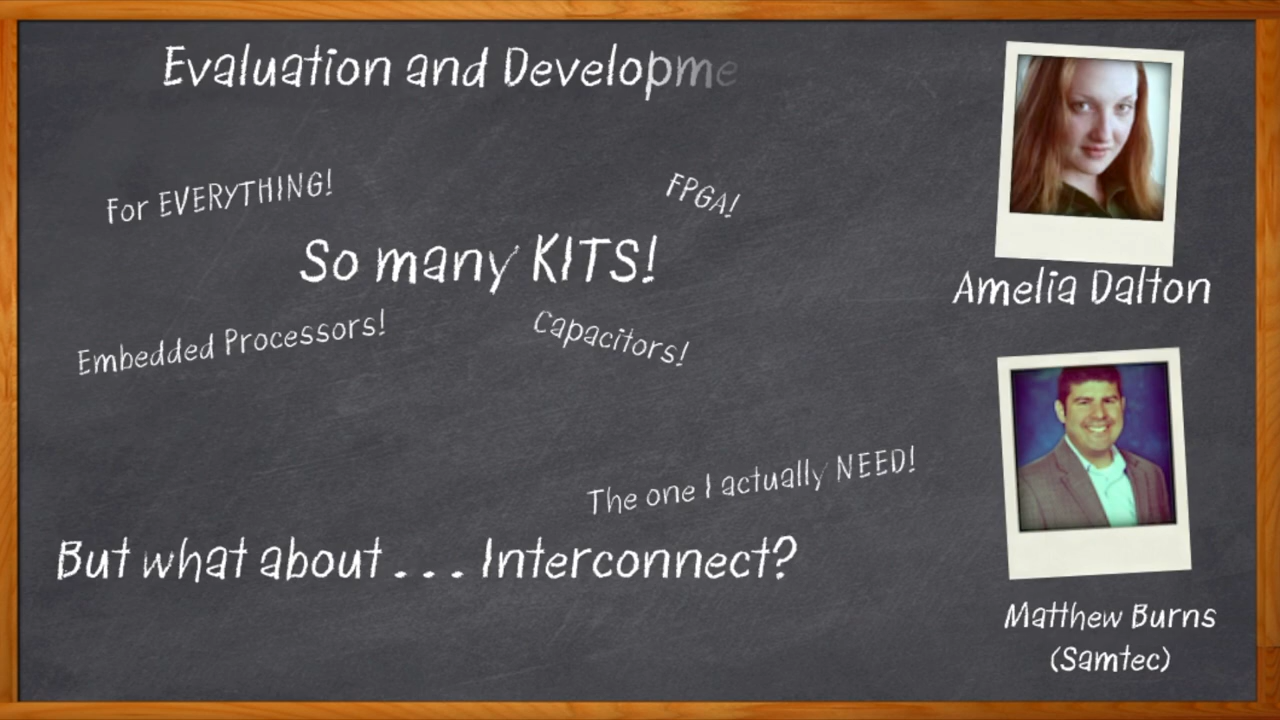 Evaluation and Developme
For EVERYTHING!
FPGA!
So many KITS!
Embedded Processors!
Capacitors!
The one I actually NEED!
But what about . . . Interconnect?
Amelia Dalton
Matthew Burns
(Samtec)